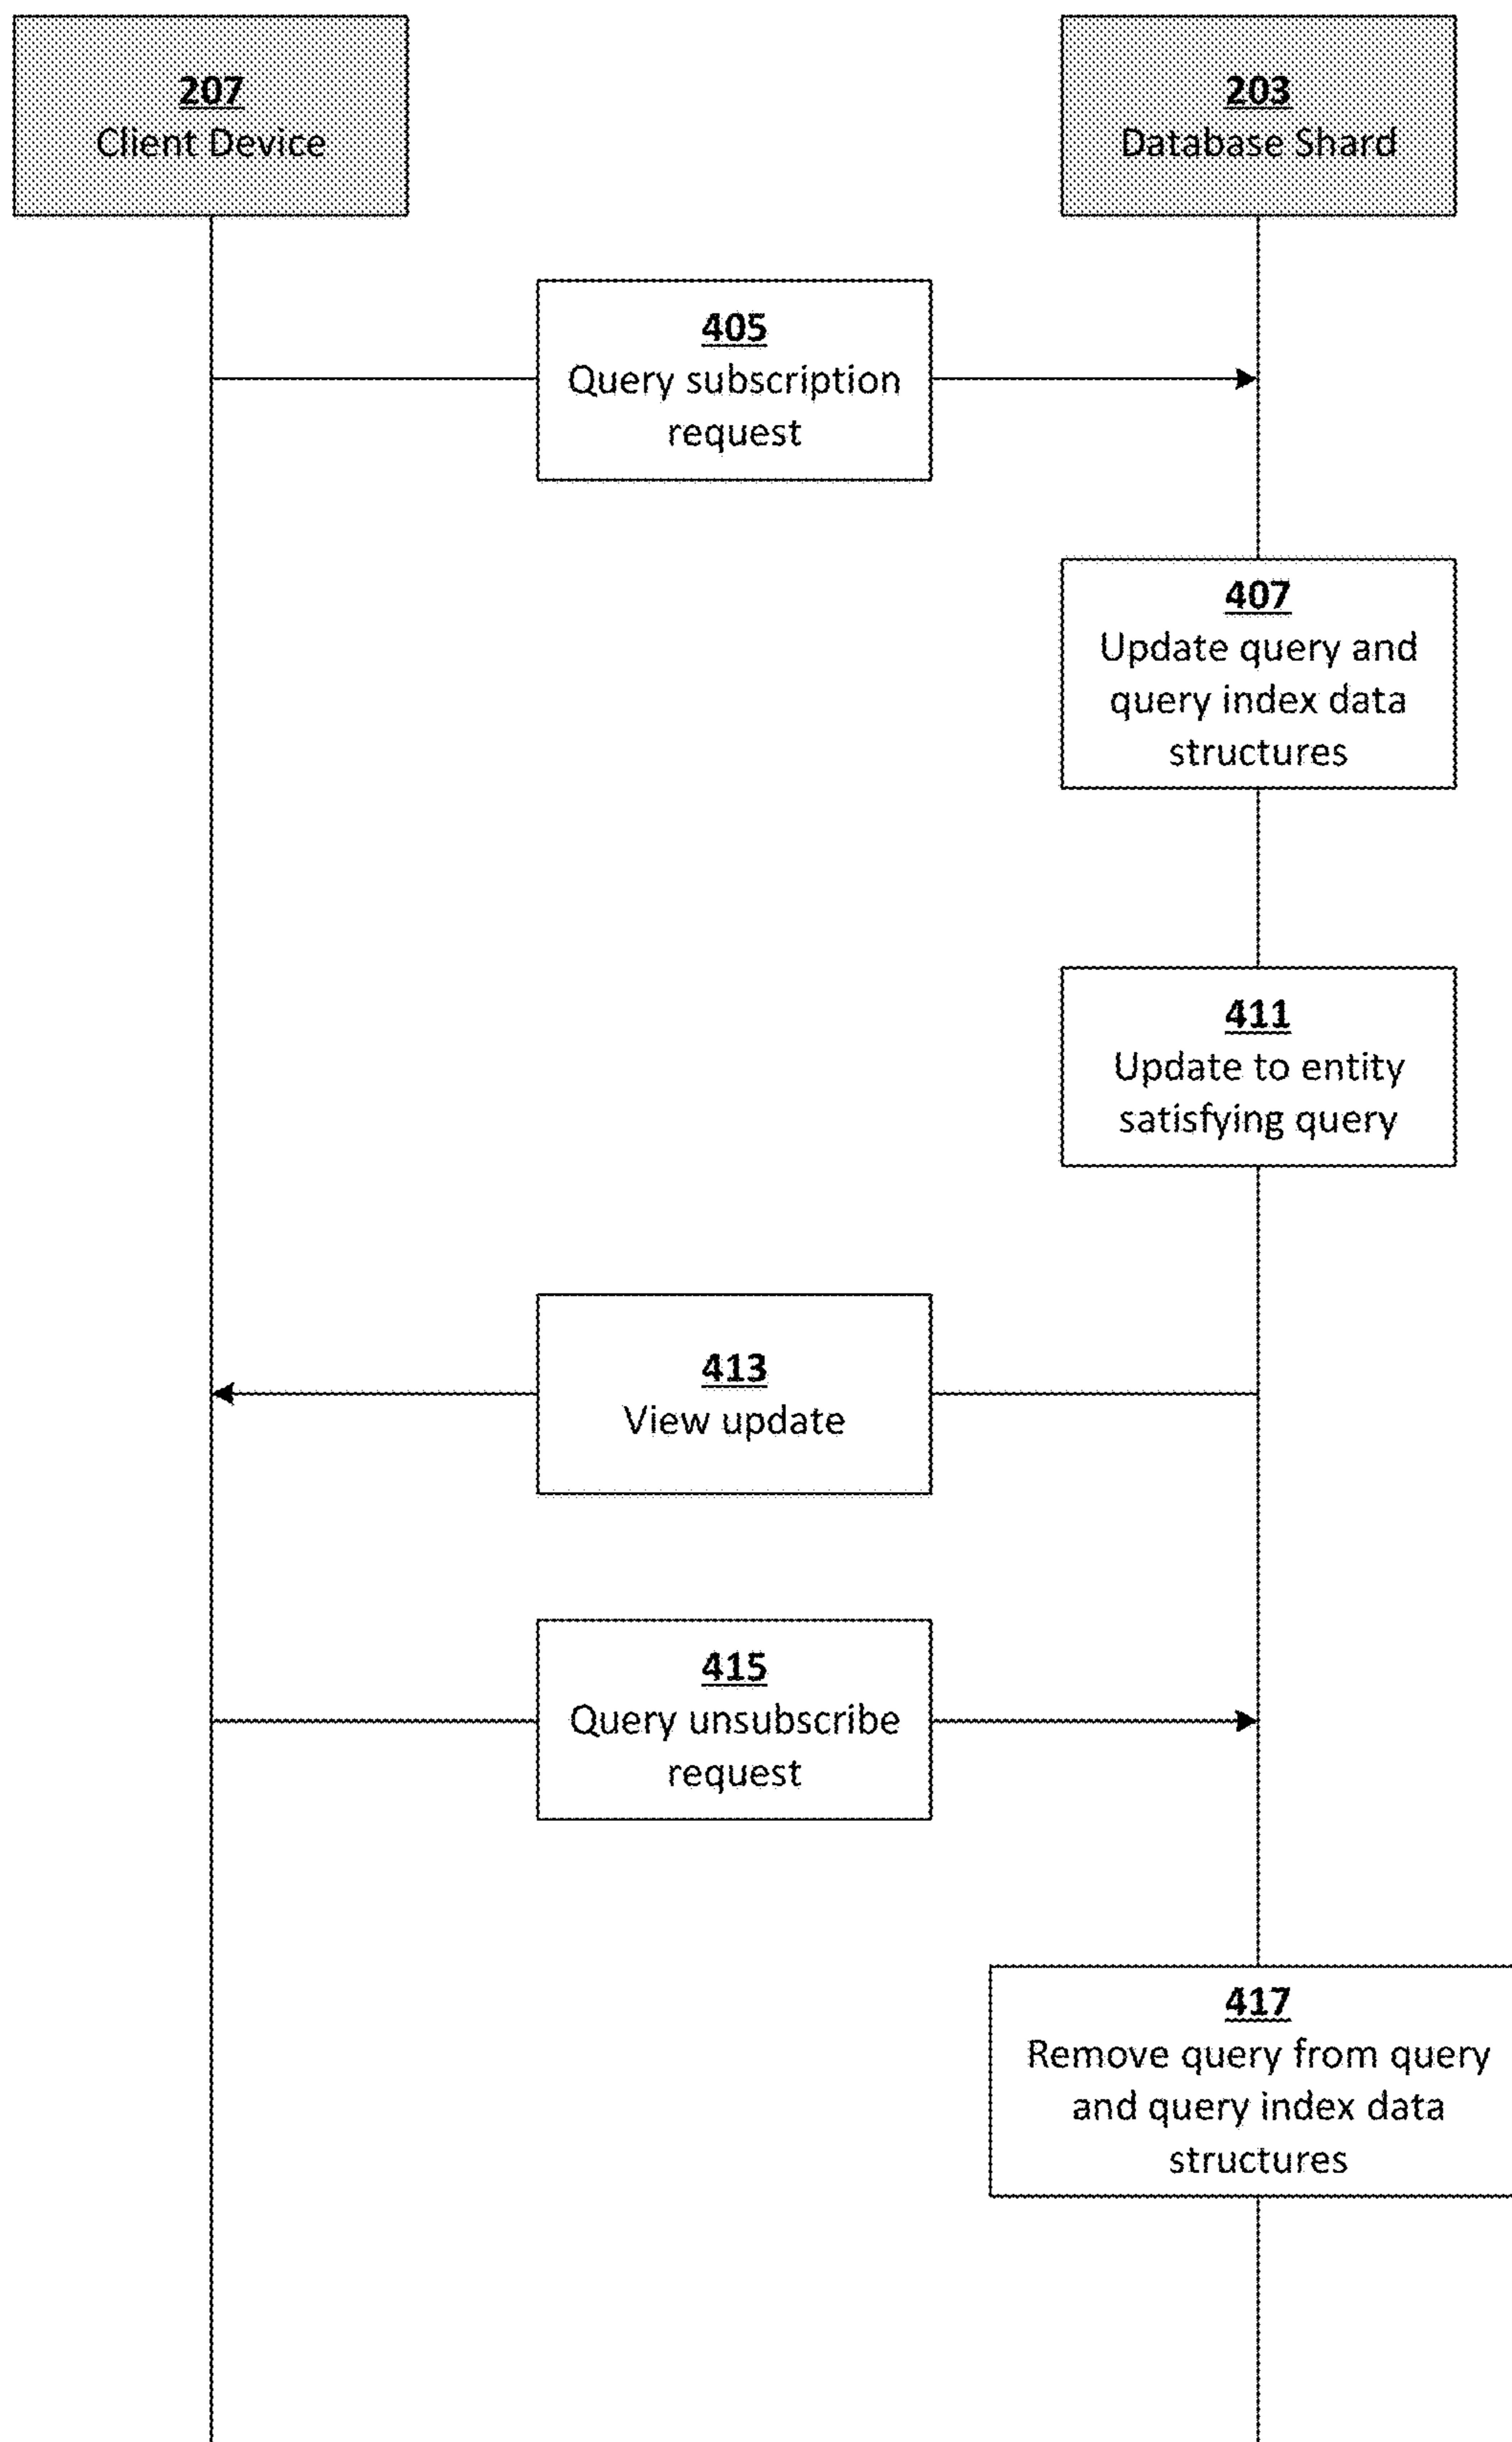 207
Client Device
203
Database Shard
405
Query subscription
request
407
Update query and
query index data
structures
411
Update to entity
satisfying query
413
View update
415
Query unsubscribe
request
417
Remove query from query
and query index data
structures